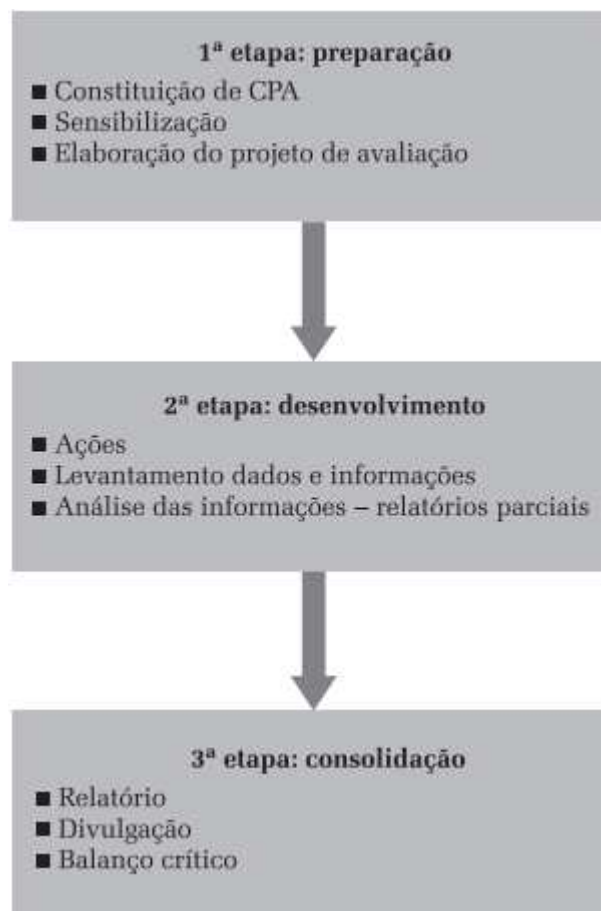 1ª etapa: preparação
■ Constituição de CPA
■ Sensibilização
■ Elaboração do projeto de avaliação
2ª etapa: desenvolvimento
■ Ações
■ Levantamento dados e informações
■ Análise das informações – relatórios parciais
3ª etapa: consolidação
■ Relatório
■ Divulgação
■ Balanço crítico